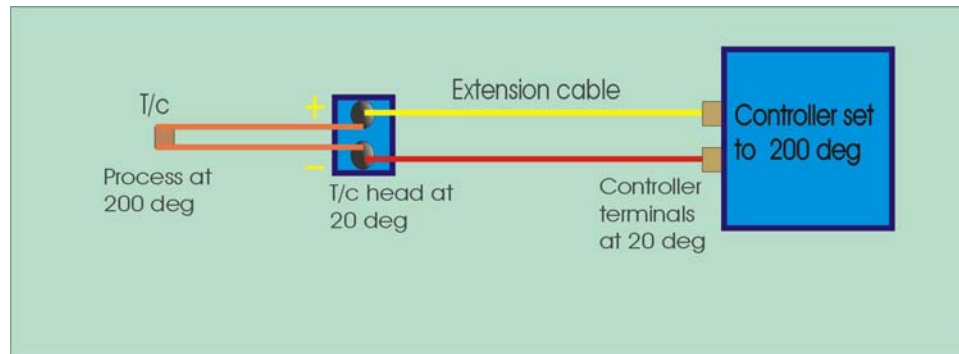 T/c
+
Extension cable
Controller set
to 200 deg
–
Process at
200 deg
T/c head at
20 deg
Controller
terminals
at 20 deg